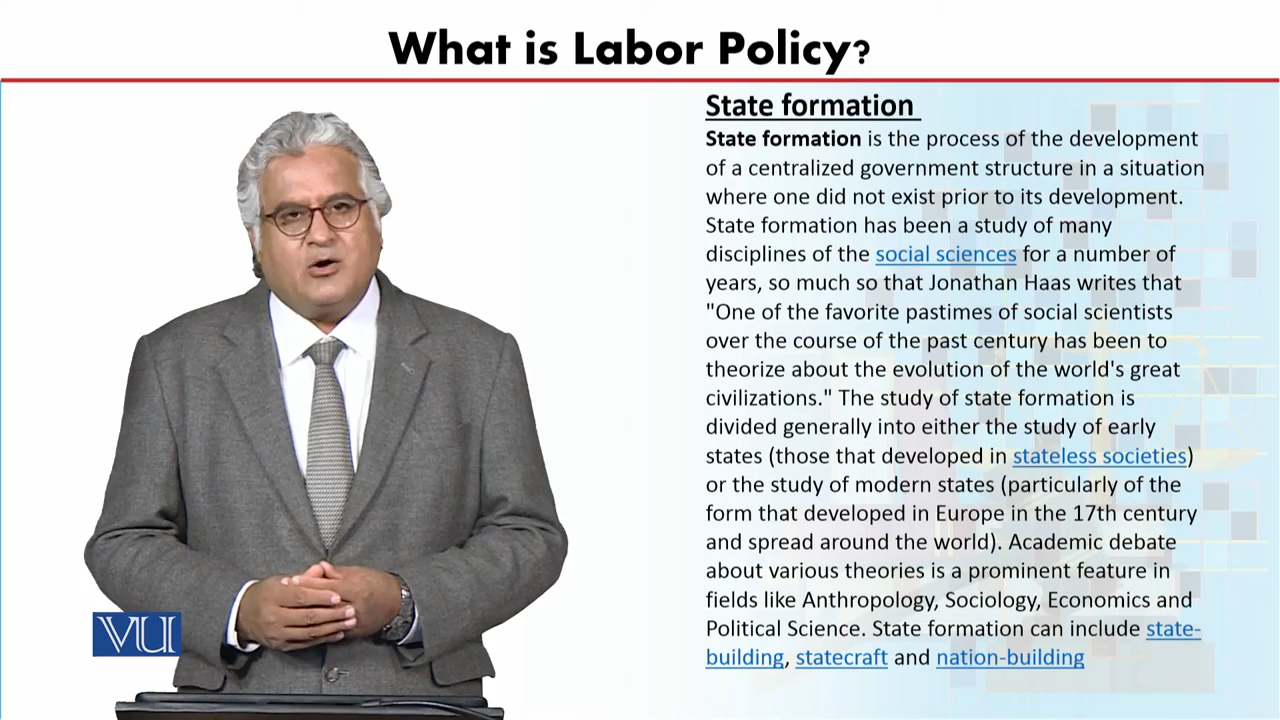 What is Labor Policy?
State formation
State formation is the process of the development
of a centralized government structure in a situation
where one did not exist prior to its development.
State formation has been a study of many
disciplines of the social sciences for a number of
years, so much so that Jonathan Haas writes that
"One of the favorite pastimes of social scientists
over the course of the past century has been to
theorize about the evolution of the world's great
civilizations." The study of state formation is
divided generally into either the study of early
states (those that developed in stateless societies)
or the study of modern states (particularly of the
form that developed in Europe in the 17th century
and spread around the world). Academic debate
about various theories is a prominent feature in
fields like Anthropology, Sociology, Economics and
Political Science. State formation can include state-
building, statecraft and nation-building
VU